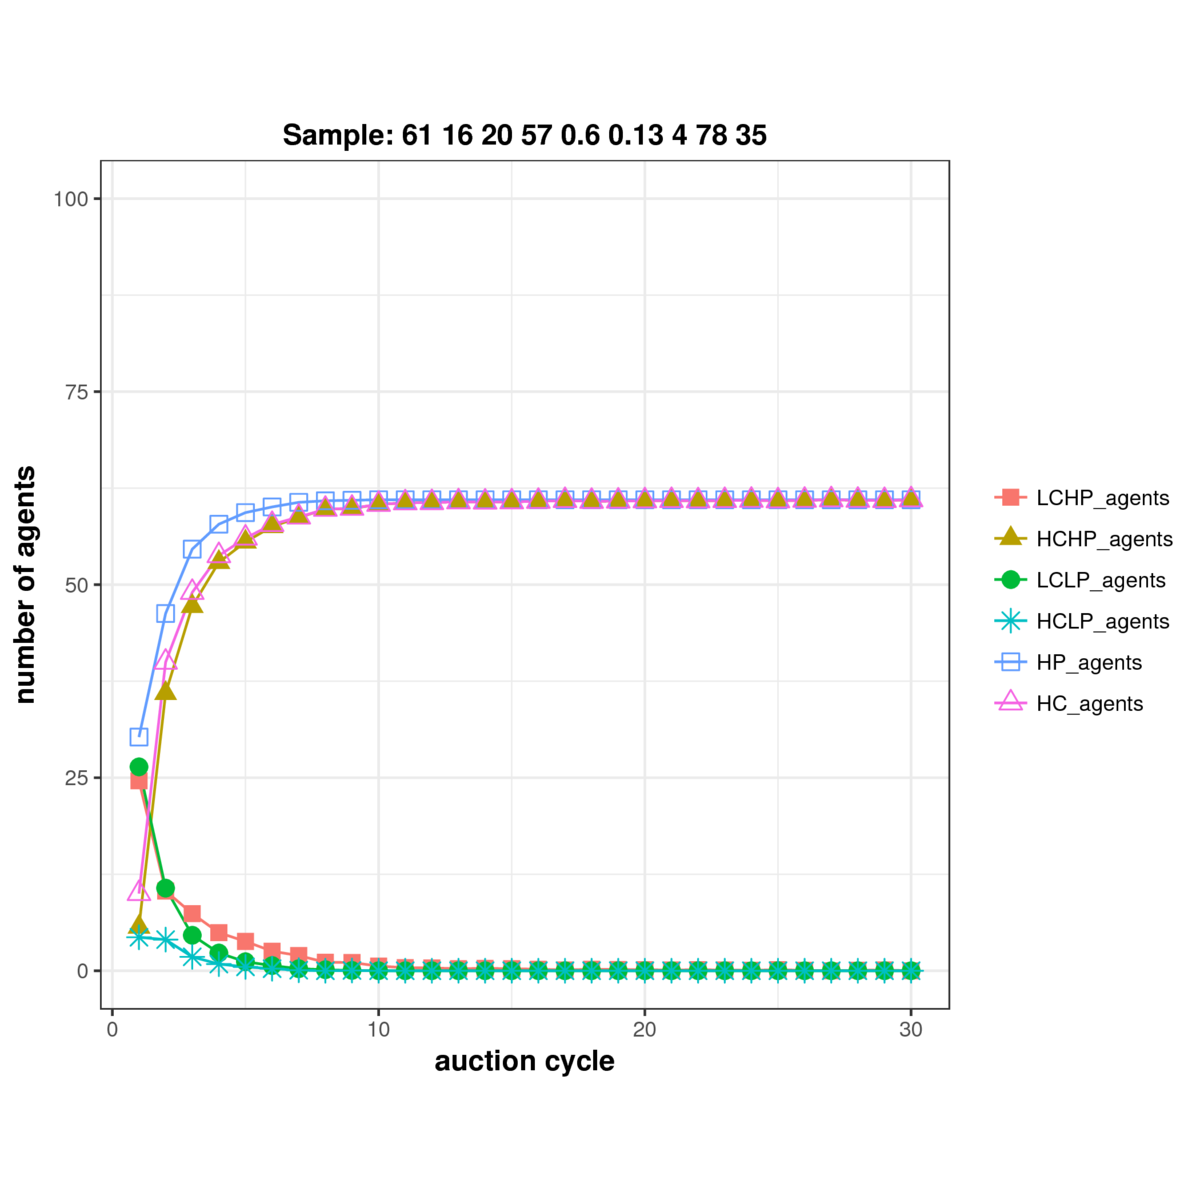 Sample: 61 16 20 57 0.6 0.13 4 78 35
100
75
50
25
0
number of agents
0 10 20 30
auction cycle
LCHP_agents
HCHP_agents
LCLP_agents
HCLP_agents
HP_agents
HC_agents